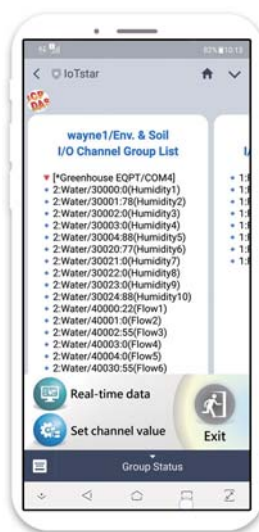 82% 10:13
IoTstar
ICP
DAS
wayne1/Env. & Soil
I/O Channel Group List
[*Greenhouse EQPT/COM4]
2:Water/30000:0(Humidity1)
2:Water/30001:78(Humidity2)
2:Water/30002:0(Humidity3)
2:Water/30003:0(Humidity4)
2:Water/30004:88(Humidity5)
2:Water/30020:77(Humidity6)
2:Water/30021:0(Humidity7)
2:Water/30022:0(Humidity8)
2:Water/30023:0(Humidity9)
2:Water/30024:88(Humidity10)
2:Water/40000:22(Flow1)
2:Water/40001:0(Flow2)
2:Water/40002:55(Flow3)
2:Water/40003:0(Flow4)
2:Water/40004:0(Flow5)
2:Water/40030:55(Flow6)
Real-time data
Set channel value
Exit
Group Status